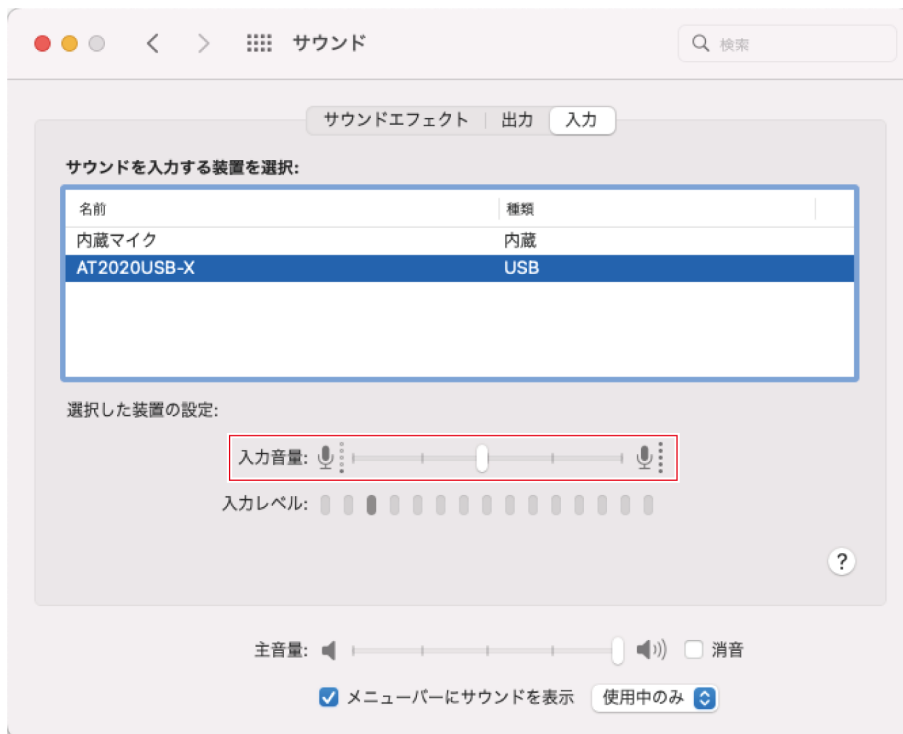 サウンド
検索
サウンドエフェクト 出力 入力
サウンドを入力する装置を選択:
名前 種類
内蔵マイク 内蔵
AT2020USB-X USB
選択した装置の設定:
入力音量:
入力レベル:
?
主音量: 消音
メニューバーにサウンドを表示 使用中のみ